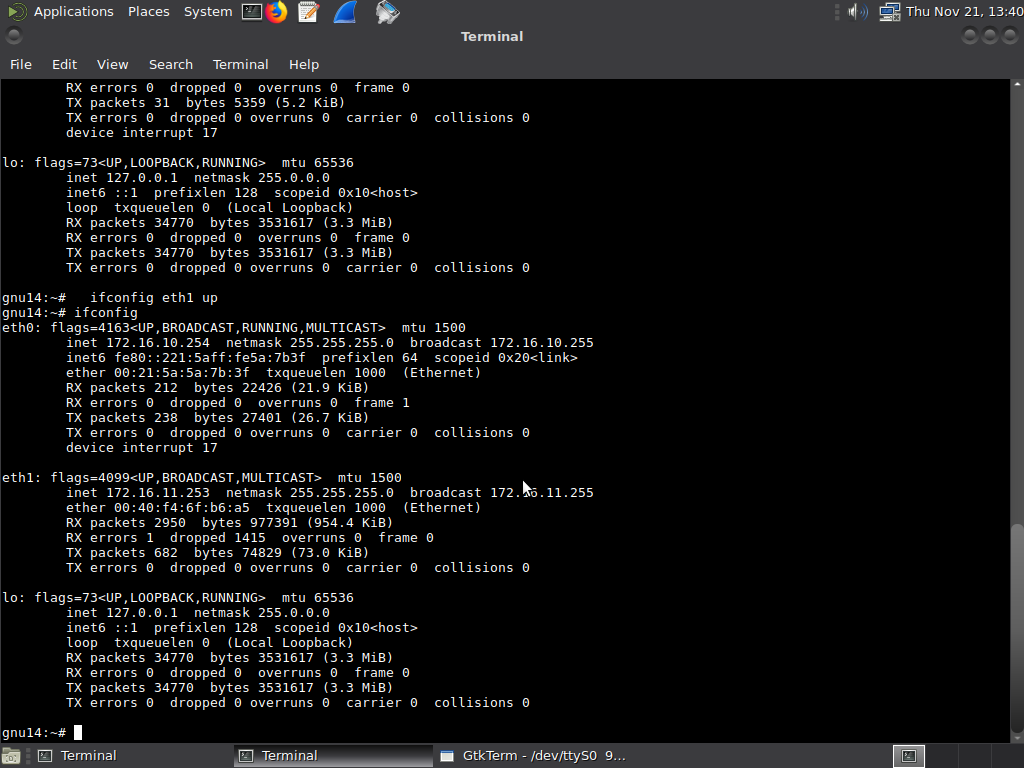 Applications Places System Thu Nov 21, 13:40
Terminal
File Edit View Search Terminal Help
RX errors 0  dropped 0  overruns 0  frame 0
TX packets 31  bytes 5359 (5.2 KiB)
TX errors 0  dropped 0 overruns 0  carrier 0  collisions 0
device interrupt 17
lo: flags=73<UP,LOOPBACK,RUNNING>  mtu 65536
inet 127.0.0.1  netmask 255.0.0.0
inet6 ::1  prefixlen 128  scopeid 0x10<host>
loop  txqueuelen 0  (Local Loopback)
RX packets 34770  bytes 3531617 (3.3 MiB)
RX errors 0  dropped 0  overruns 0  frame 0
TX packets 34770  bytes 3531617 (3.3 MiB)
TX errors 0  dropped 0 overruns 0  carrier 0  collisions 0
gnu14:~#   ifconfig eth1 up
gnu14:~# ifconfig
eth0: flags=4163<UP,BROADCAST,RUNNING,MULTICAST>  mtu 1500
inet 172.16.10.254  netmask 255.255.255.0  broadcast 172.16.10.255
inet6 fe80::221:5aff:fe5a:7b3f  prefixlen 64  scopeid 0x20<link>
ether 00:21:5a:5a:7b:3f  txqueuelen 1000  (Ethernet)
RX packets 212  bytes 22426 (21.9 KiB)
RX errors 0  dropped 0  overruns 0  frame 1
TX packets 238  bytes 27401 (26.7 KiB)
TX errors 0  dropped 0 overruns 0  carrier 0  collisions 0
device interrupt 17
eth1: flags=4099<UP,BROADCAST,MULTICAST>  mtu 1500
inet 172.16.11.253  netmask 255.255.255.0  broadcast 172.16.11.255
ether 00:40:f4:6f:b6:a5  txqueuelen 1000  (Ethernet)
RX packets 2950  bytes 977391 (954.4 KiB)
RX errors 1  dropped 1415  overruns 0  frame 0
TX packets 682  bytes 74829 (73.0 KiB)
TX errors 0  dropped 0 overruns 0  carrier 0  collisions 0
lo: flags=73<UP,LOOPBACK,RUNNING>  mtu 65536
inet 127.0.0.1  netmask 255.0.0.0
inet6 ::1  prefixlen 128  scopeid 0x10<host>
loop  txqueuelen 0  (Local Loopback)
RX packets 34770  bytes 3531617 (3.3 MiB)
RX errors 0  dropped 0  overruns 0  frame 0
TX packets 34770  bytes 3531617 (3.3 MiB)
TX errors 0  dropped 0 overruns 0  carrier 0  collisions 0
gnu14:~#
Terminal Terminal GtkTerm - /dev/ttyS0  9...